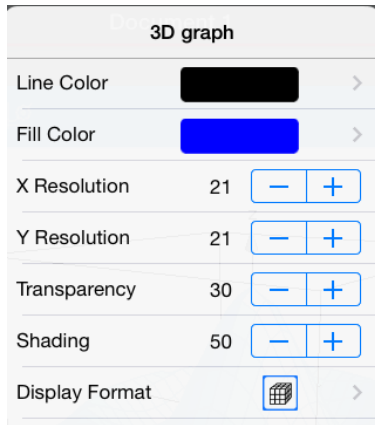 3D graph
Line Color
Fill Color
X Resolution 21 − +
Y Resolution 21 − +
Transparency 30 − +
Shading 50 − +
Display Format